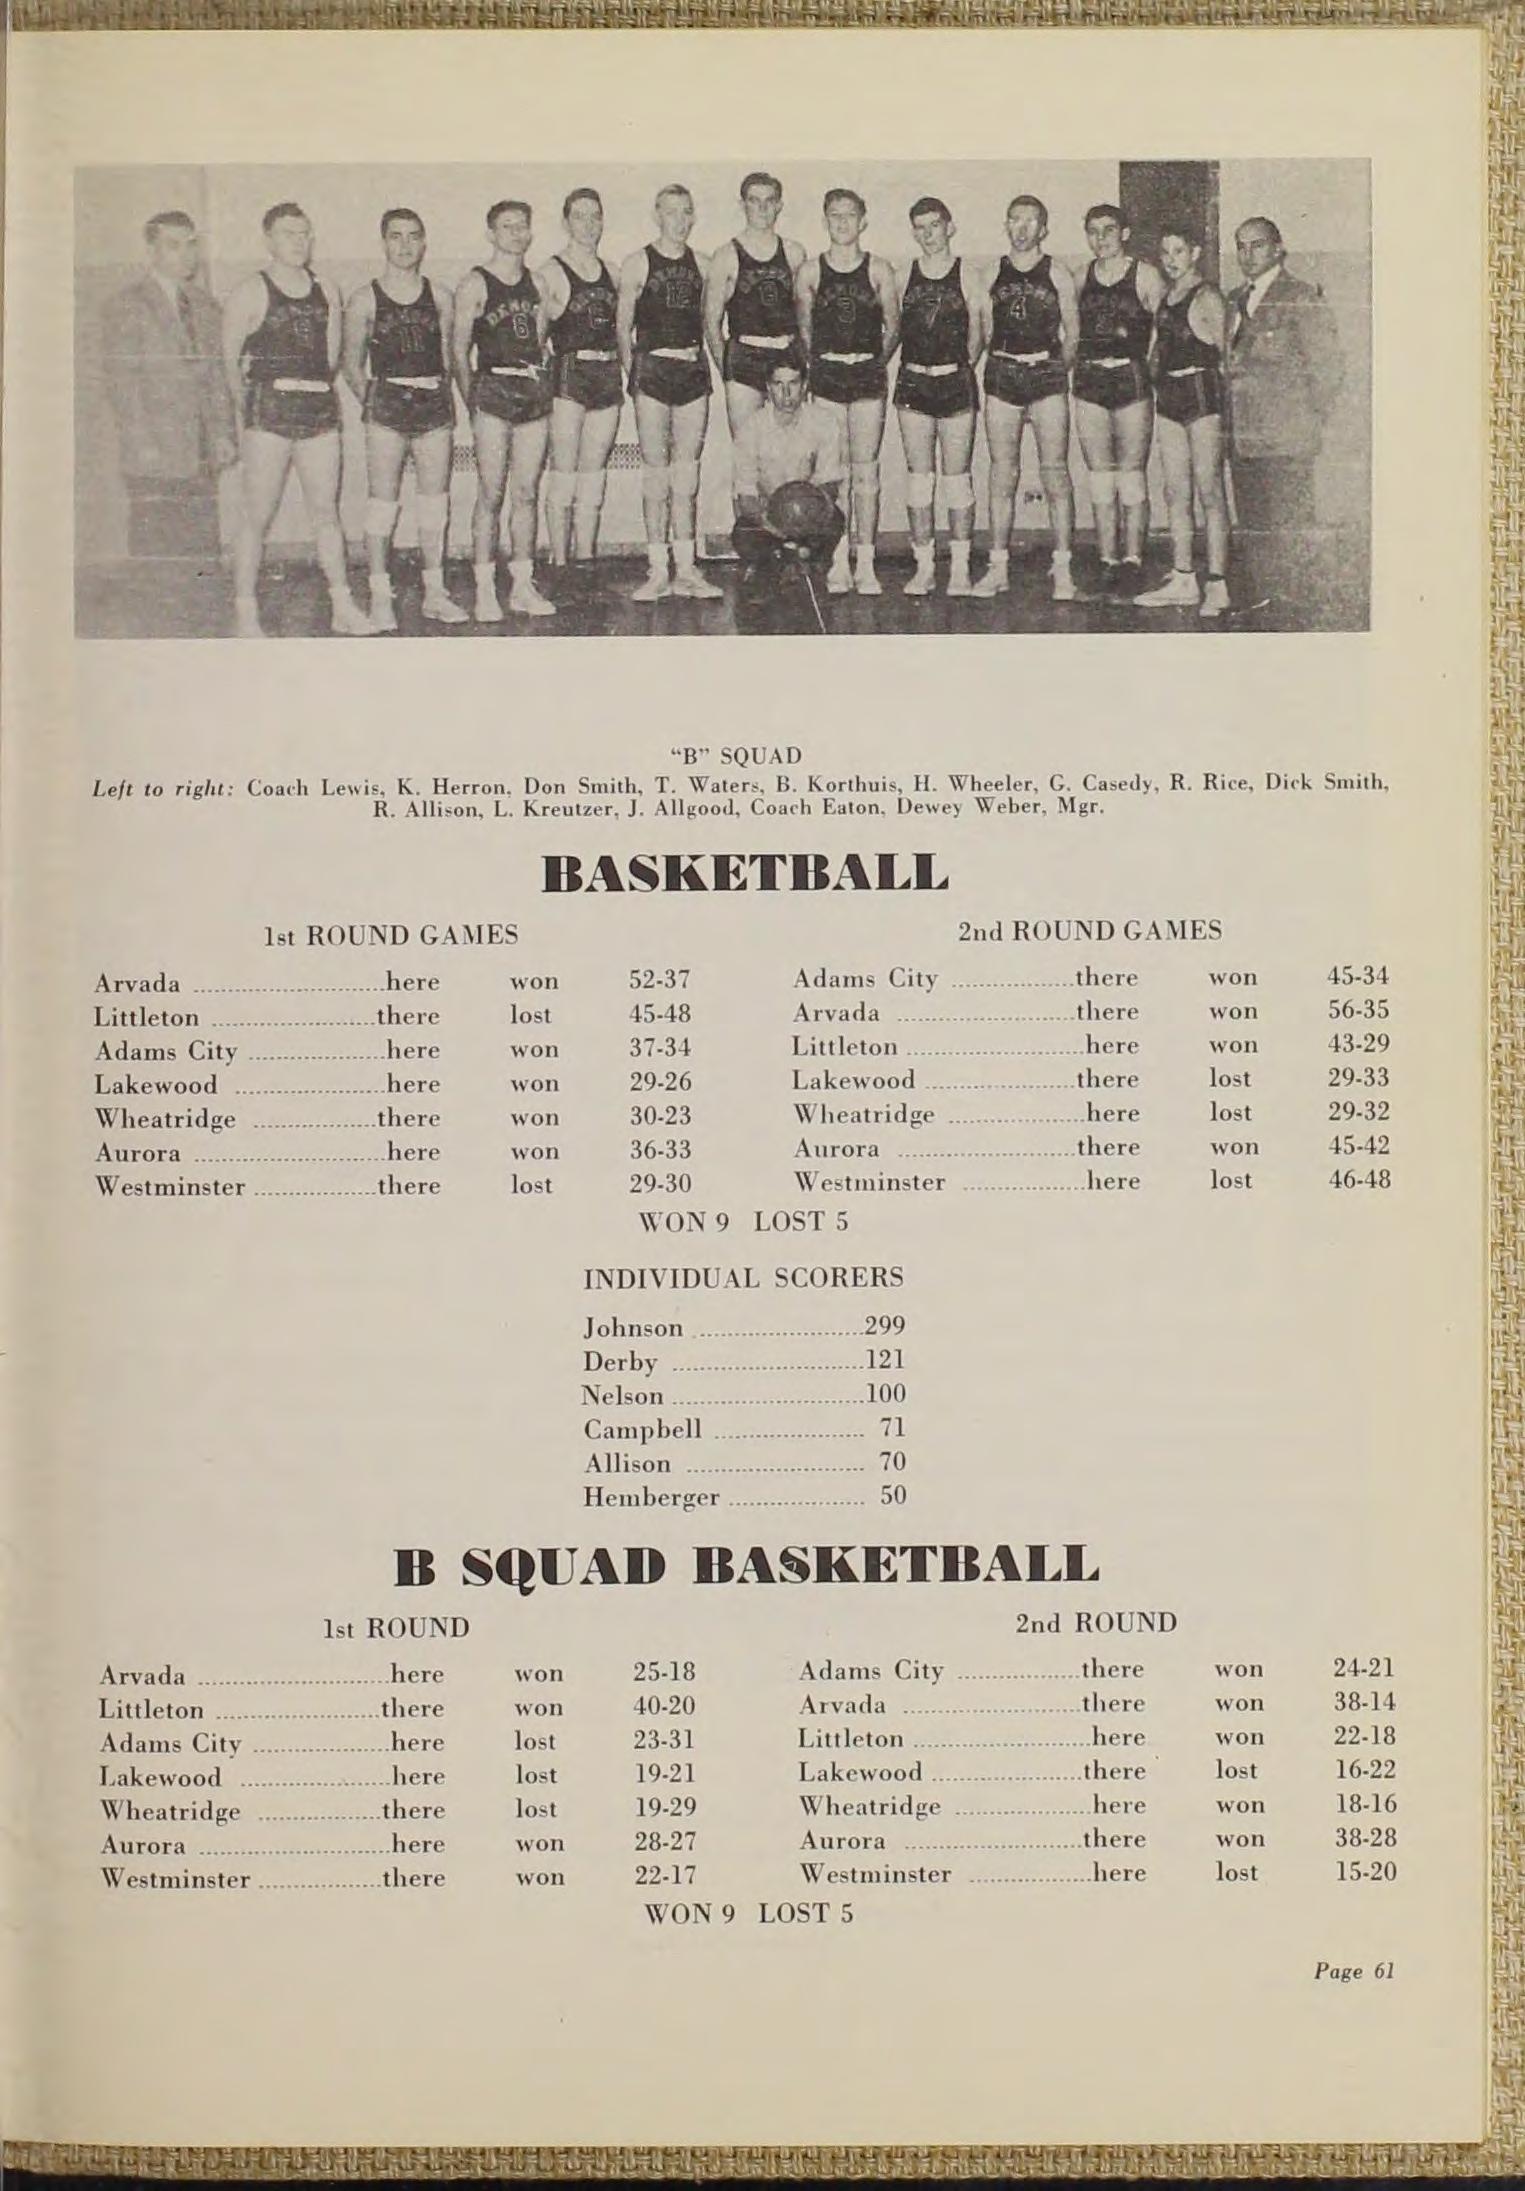 DEMONS
11
DEMONS
6
DEMONS
12
3
7
4
"B" SQUAD
Left to right: Coach Lewis, K. Herron, Don Smith, T. Waters, B. Korthuis, H. Wheeler, G. Casedy, R. Rice, Dick Smith,
R. Allison, L. Kreutzer, J. Allgood, Coach Eaton, Dewey Weber, Mgr.
BASKETBALL
1st ROUND GAMES
Arvada ............................here won 52-37
Littleton ........................there lost 45-48
Adams City ....................here won 37-34
Lakewood ......................here won 29-26
Wheatridge ..................there won 30-23
Aurora ............................here won 36-33
Westminster ..................there lost 29-30
2nd ROUND GAMES
Adams City ..................there won 45-34
Arvada ..........................there won 56-35
Littleton ..........................here won 43-29
Lakewood ......................there lost 29-33
Wheatridge ....................here lost 29-32
Aurora ..........................there won 45-42
Westminster ..................here lost 46-48
WON 9 LOST 5
INDIVIDUAL SCORERS
Johnson .........................299
Derby ............................121
Nelson ............................100
Campbell ...................... 71
Allison .......................... 70
Hemberger .................... 50
B SQUAD BASKETBALL
1st ROUND
Arvada ............................here won 25-18
Littleton ........................there won 40-20
Adams City ....................here lost 23-31
Lakewood ......................here lost 19-21
Wheatridge ..................there lost 19-29
Aurora ............................here won 28-27
Westminster ..................there won 22-17
2nd ROUND
Adams City ..................there won 24-21
Arvada ..........................there won 38-14
Littleton ..........................here won 22-18
Lakewood ......................there lost 16-22
Wheatridge ....................here won 18-16
Aurora ..........................there won 38-28
Westminster ..................here lost 15-20
WON 9 LOST 5
Page 61